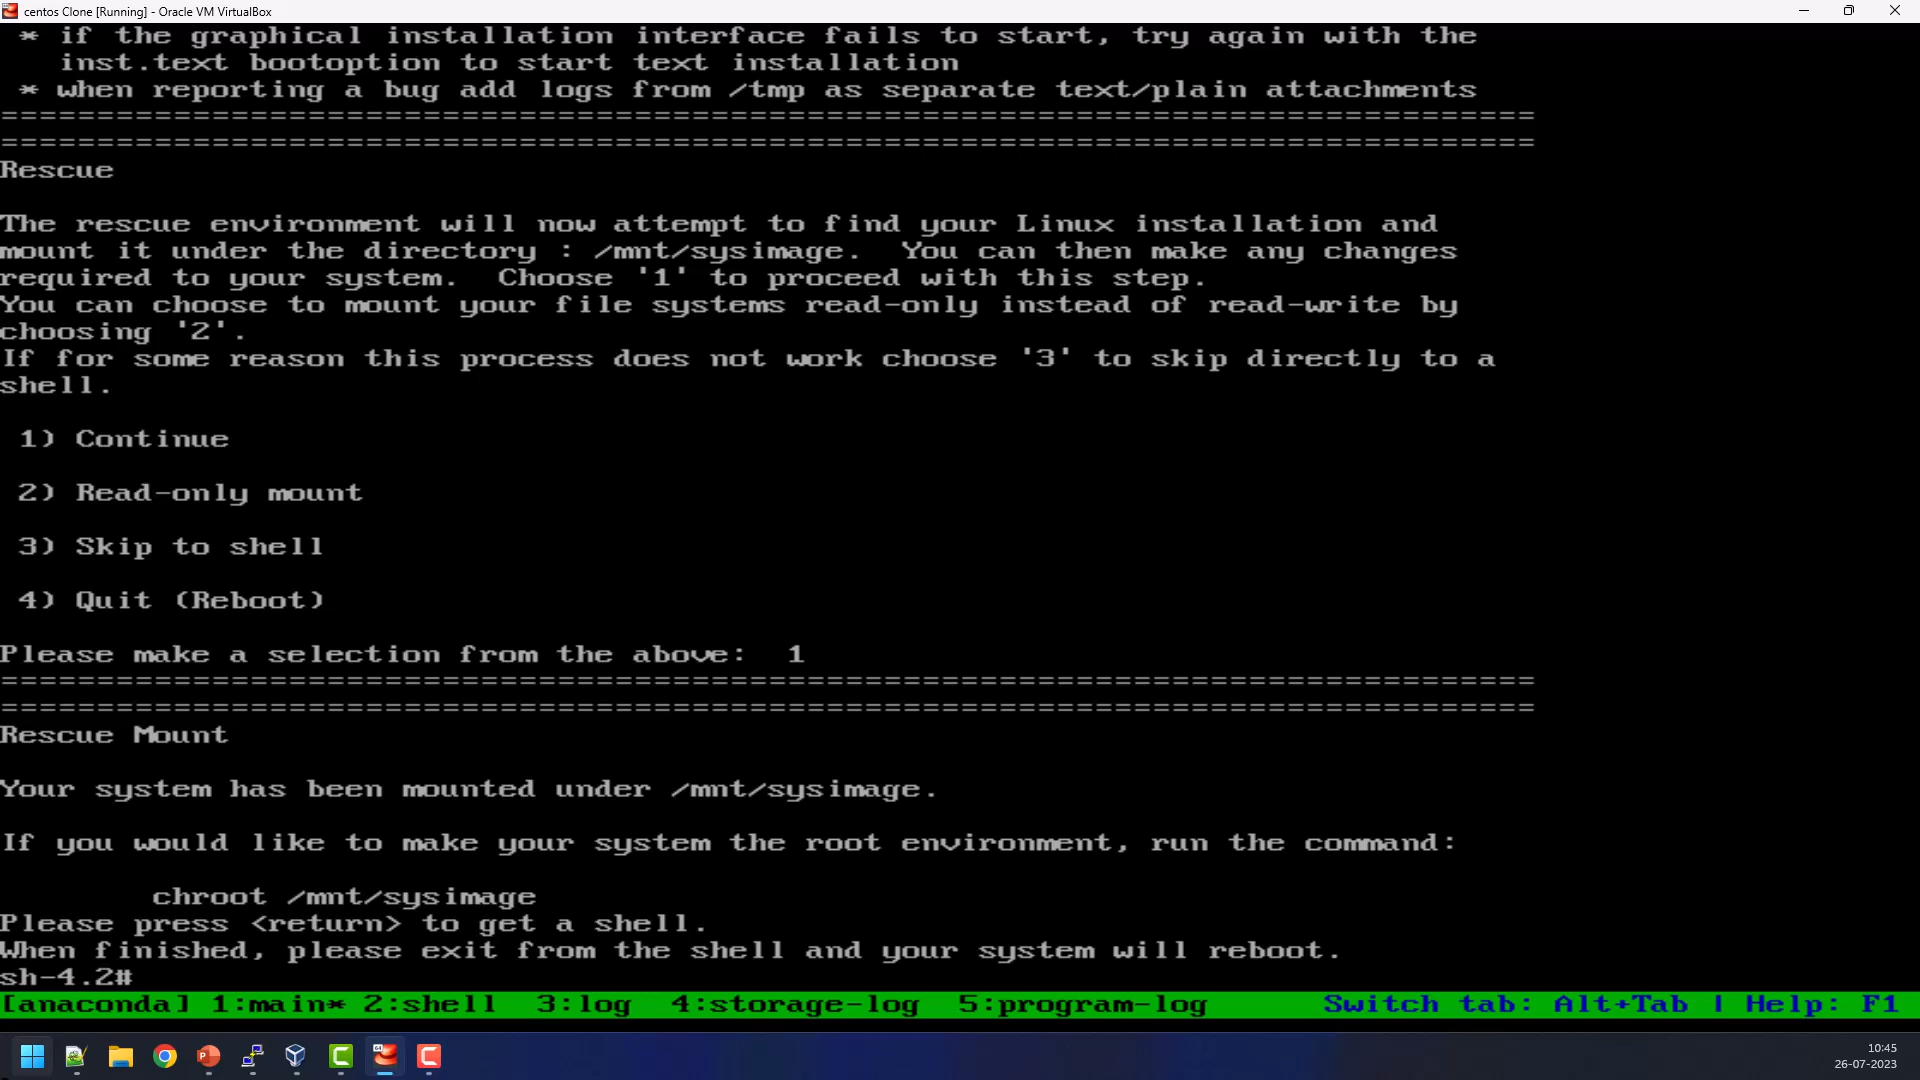 centos Clone [Running] - Oracle VM VirtualBox
* if the graphical installation interface fails to start, try again with the
inst.text bootoption to start text installation
* when reporting a bug add logs from /tmp as separate text/plain attachments
================================================================================
================================================================================
Rescue
The rescue environment will now attempt to find your Linux installation and
mount it under the directory : /mnt/sysimage.  You can then make any changes
required to your system.  Choose '1' to proceed with this step.
You can choose to mount your file systems read-only instead of read-write by
choosing '2'.
If for some reason this process does not work choose '3' to skip directly to a
shell.
1) Continue
2) Read-only mount
3) Skip to shell
4) Quit (Reboot)
Please make a selection from the above:  1
================================================================================
================================================================================
Rescue Mount
Your system has been mounted under /mnt/sysimage.
If you would like to make your system the root environment, run the command:
chroot /mnt/sysimage
Please press <return> to get a shell.
When finished, please exit from the shell and your system will reboot.
sh-4.2#
[anaconda] 1:main* 2:shell  3:log  4:storage-log  5:program-log      Switch tab: Alt+Tab | Help: F1
10:45
26-07-2023